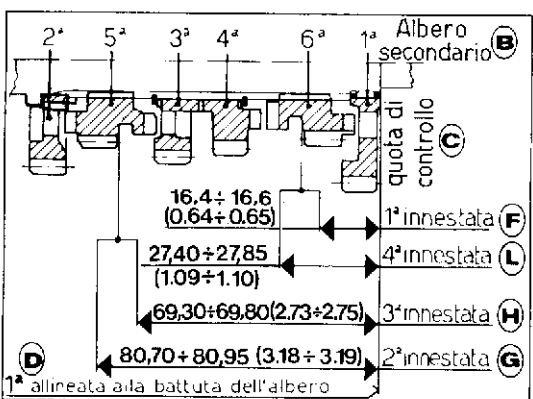 2ª 5ª 3ª 4ª 6ª 1ª
Albero
secondario B
quota di
controllo
C
16,4÷16,6
(0.64÷0.65)
1ª innestata F
27,40÷27,85
(1.09÷1.10)
4ª innestata L
69,30÷69,80(2.73÷2.75) 3ª innestata H
80,70÷80,95 (3.18÷3.19) 2ª innestata G
D
1ª allineata alla battuta dell'albero